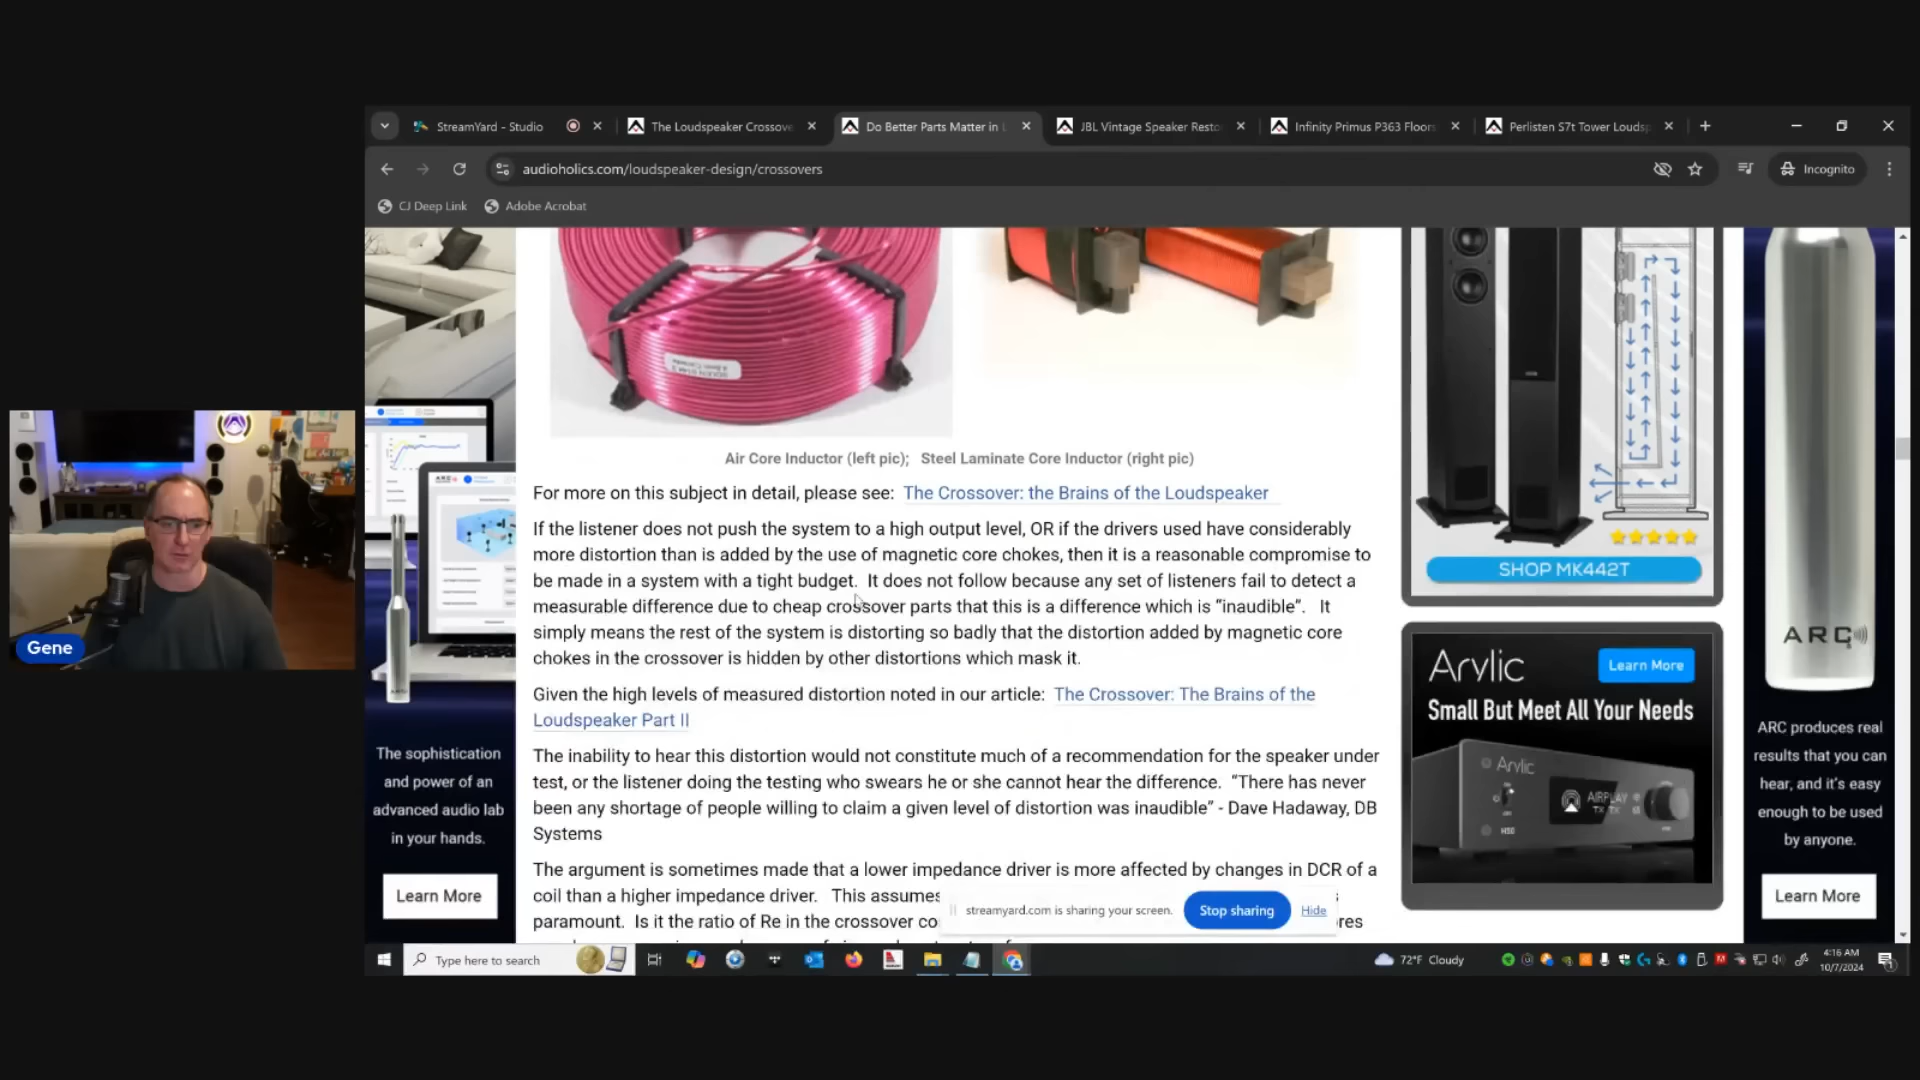 StreamYard - Studio
The Loudspeaker Crossove
Do Better Parts Matter in
JBL Vintage Speaker Resto
Infinity Primus P363 Floors
Perlisten S7t Tower Loudsp
audioholics.com/loudspeaker-design/crossovers
Incognito
CJ Deep Link
Adobe Acrobat
Air Core Inductor (left pic);   Steel Laminate Core Inductor (right pic)
For more on this subject in detail, please see:  The Crossover: the Brains of the Loudspeaker
If the listener does not push the system to a high output level, OR if the drivers used have considerably
more distortion than is added by the use of magnetic core chokes, then it is a reasonable compromise to
be made in a system with a tight budget.  It does not follow because any set of listeners fail to detect a
measurable difference due to cheap crossover parts that this is a difference which is “inaudible”.   It
simply means the rest of the system is distorting so badly that the distortion added by magnetic core
chokes in the crossover is hidden by other distortions which mask it.
Given the high levels of measured distortion noted in our article:  The Crossover: The Brains of the
Loudspeaker Part II
The inability to hear this distortion would not constitute much of a recommendation for the speaker under
test, or the listener doing the testing who swears he or she cannot hear the difference.  “There has never
been any shortage of people willing to claim a given level of distortion was inaudible” - Dave Hadaway, DB
Systems
The argument is sometimes made that a lower impedance driver is more affected by changes in DCR of a
coil than a higher impedance driver.   This assumes
paramount.  Is it the ratio of Re in the crossover co
streamyard.com is sharing your screen.
Stop sharing
Hide
Gene
The sophistication
and power of an
advanced audio lab
in your hands.
Learn More
SHOP MK442T
Arylic
Learn More
Small But Meet All Your Needs
Arylic
AIRPLAY
H50
ARC
ARC produces real
results that you can
hear, and it's easy
enough to be used
by anyone.
Learn More
Type here to search
72°F  Cloudy
4:16 AM
10/7/2024